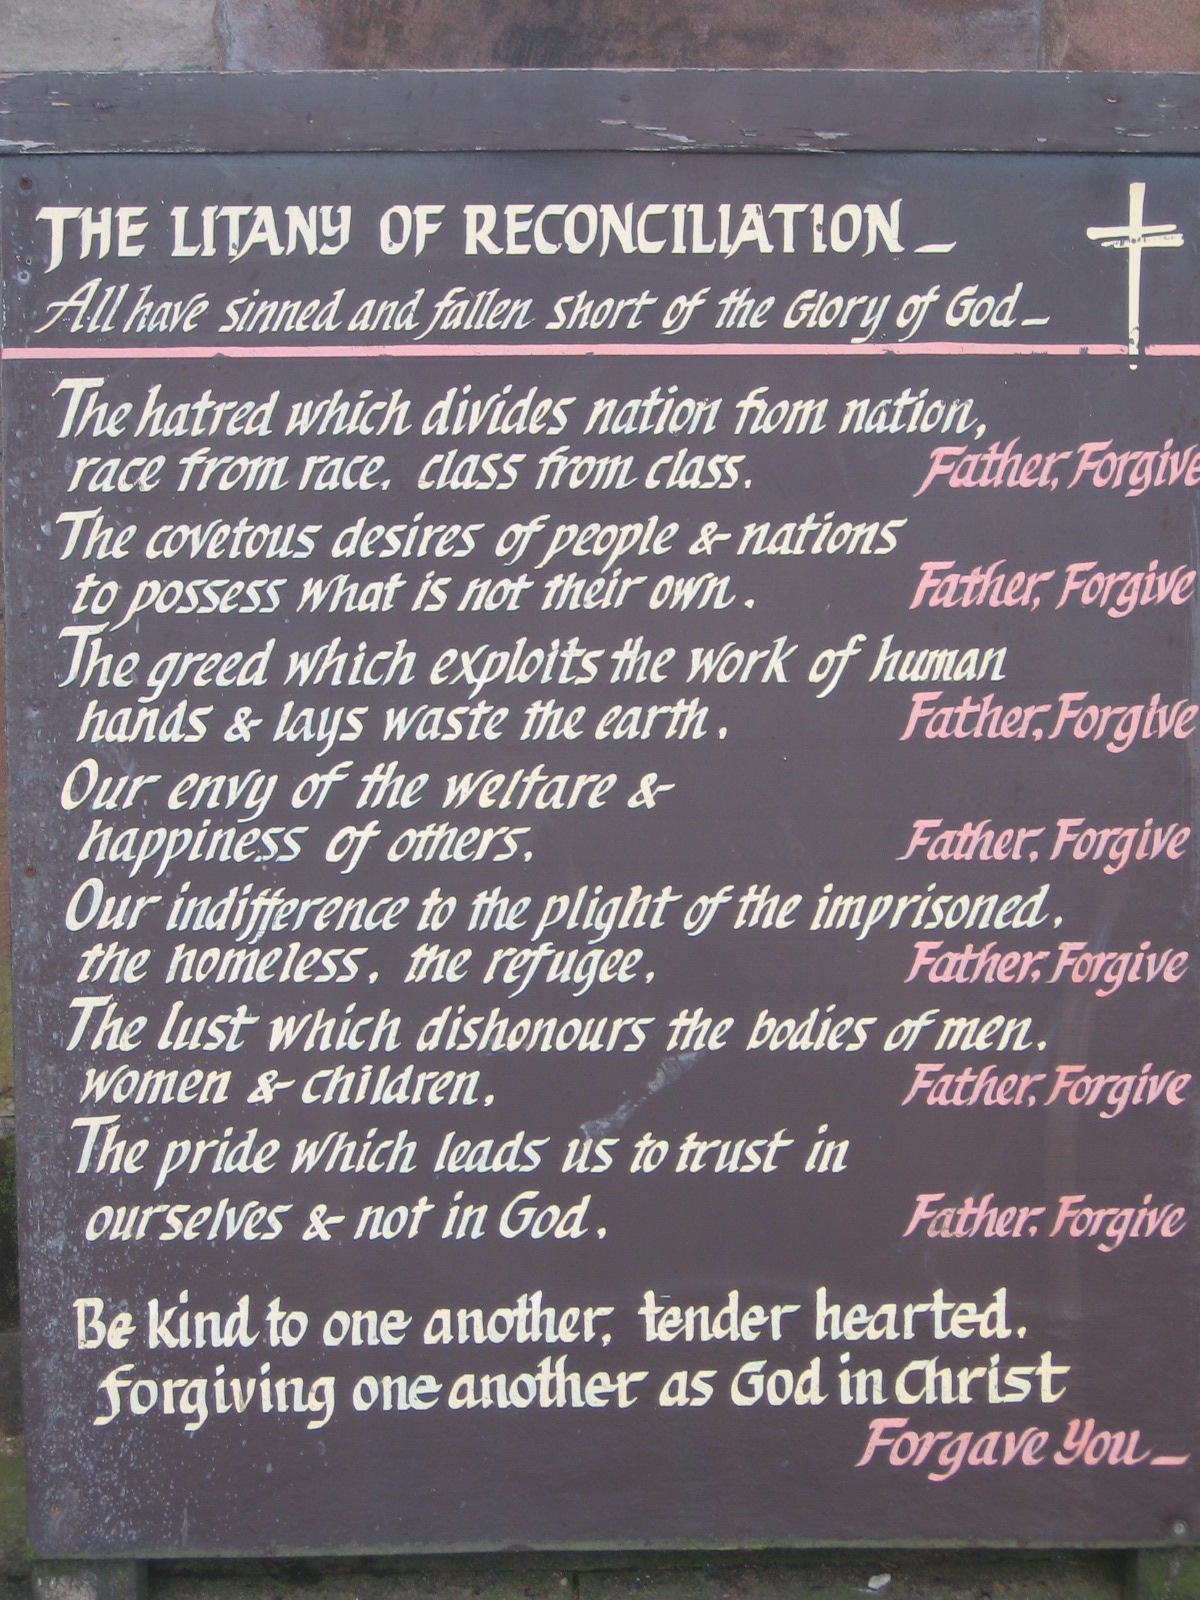 THE LITANY OF RECONCILIATION –
All have sinned and fallen short of the Glory of God –
The hatred which divides nation from nation,
race from race, class from class. Father, Forgive
The covetous desires of people & nations
to possess what is not their own. Father, Forgive
The greed which exploits the work of human
hands & lays waste the earth. Father, Forgive
Our envy of the welfare &
happiness of others. Father, Forgive
Our indifference to the plight of the imprisoned,
the homeless, the refugee, Father, Forgive
The lust which dishonours the bodies of men,
women & children, Father, Forgive
The pride which leads us to trust in
ourselves & not in God, Father, Forgive
Be kind to one another, tender hearted,
forgiving one another as God in Christ
Forgave You –